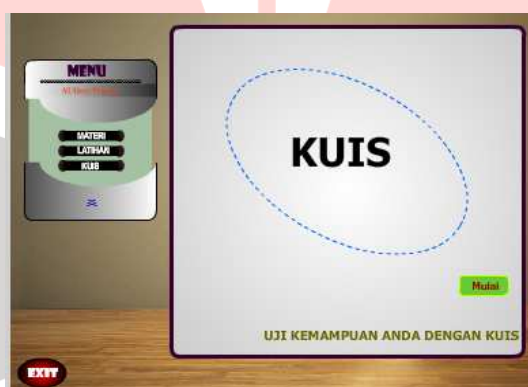 MENU
MATERI
LATIHAN
KUIS
KUIS
Mulai
UJI KEMAMPUAN ANDA DENGAN KUIS
EXIT